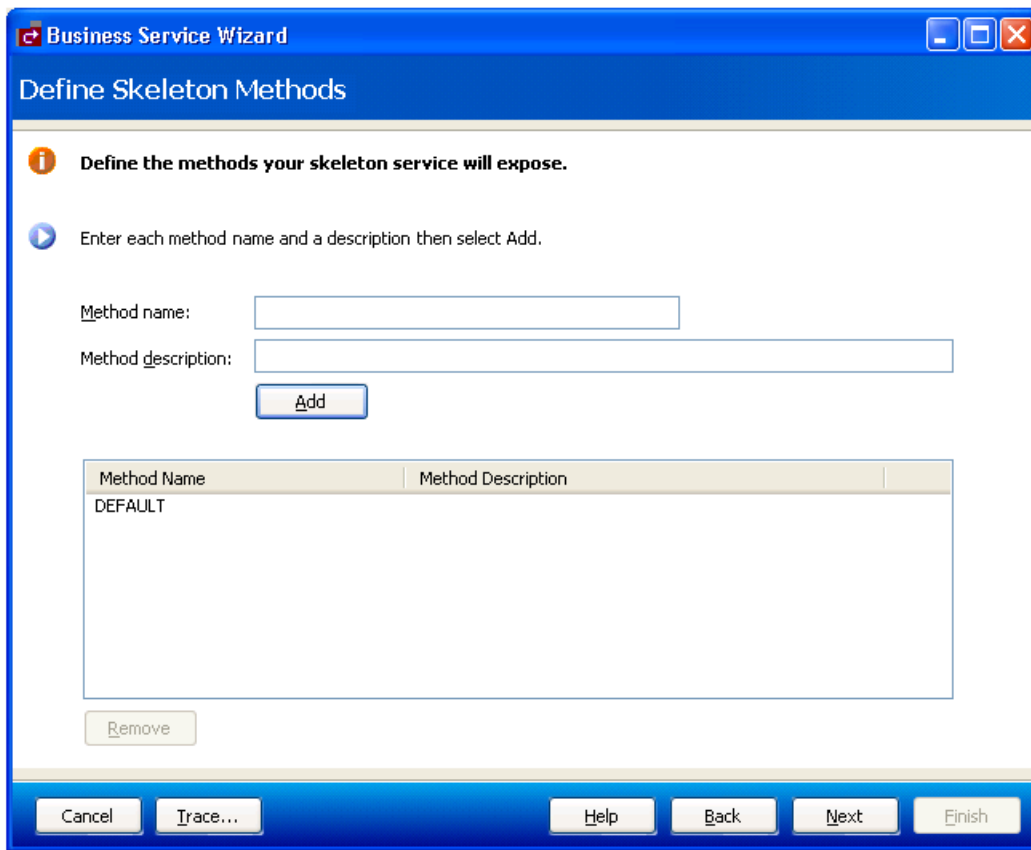 Business Service Wizard
Define Skeleton Methods
Define the methods your skeleton service will expose.
Enter each method name and a description then select Add.
Method name:
Method description:
Add
Method Name Method Description
DEFAULT
Remove
Cancel Trace... Help Back Next Finish